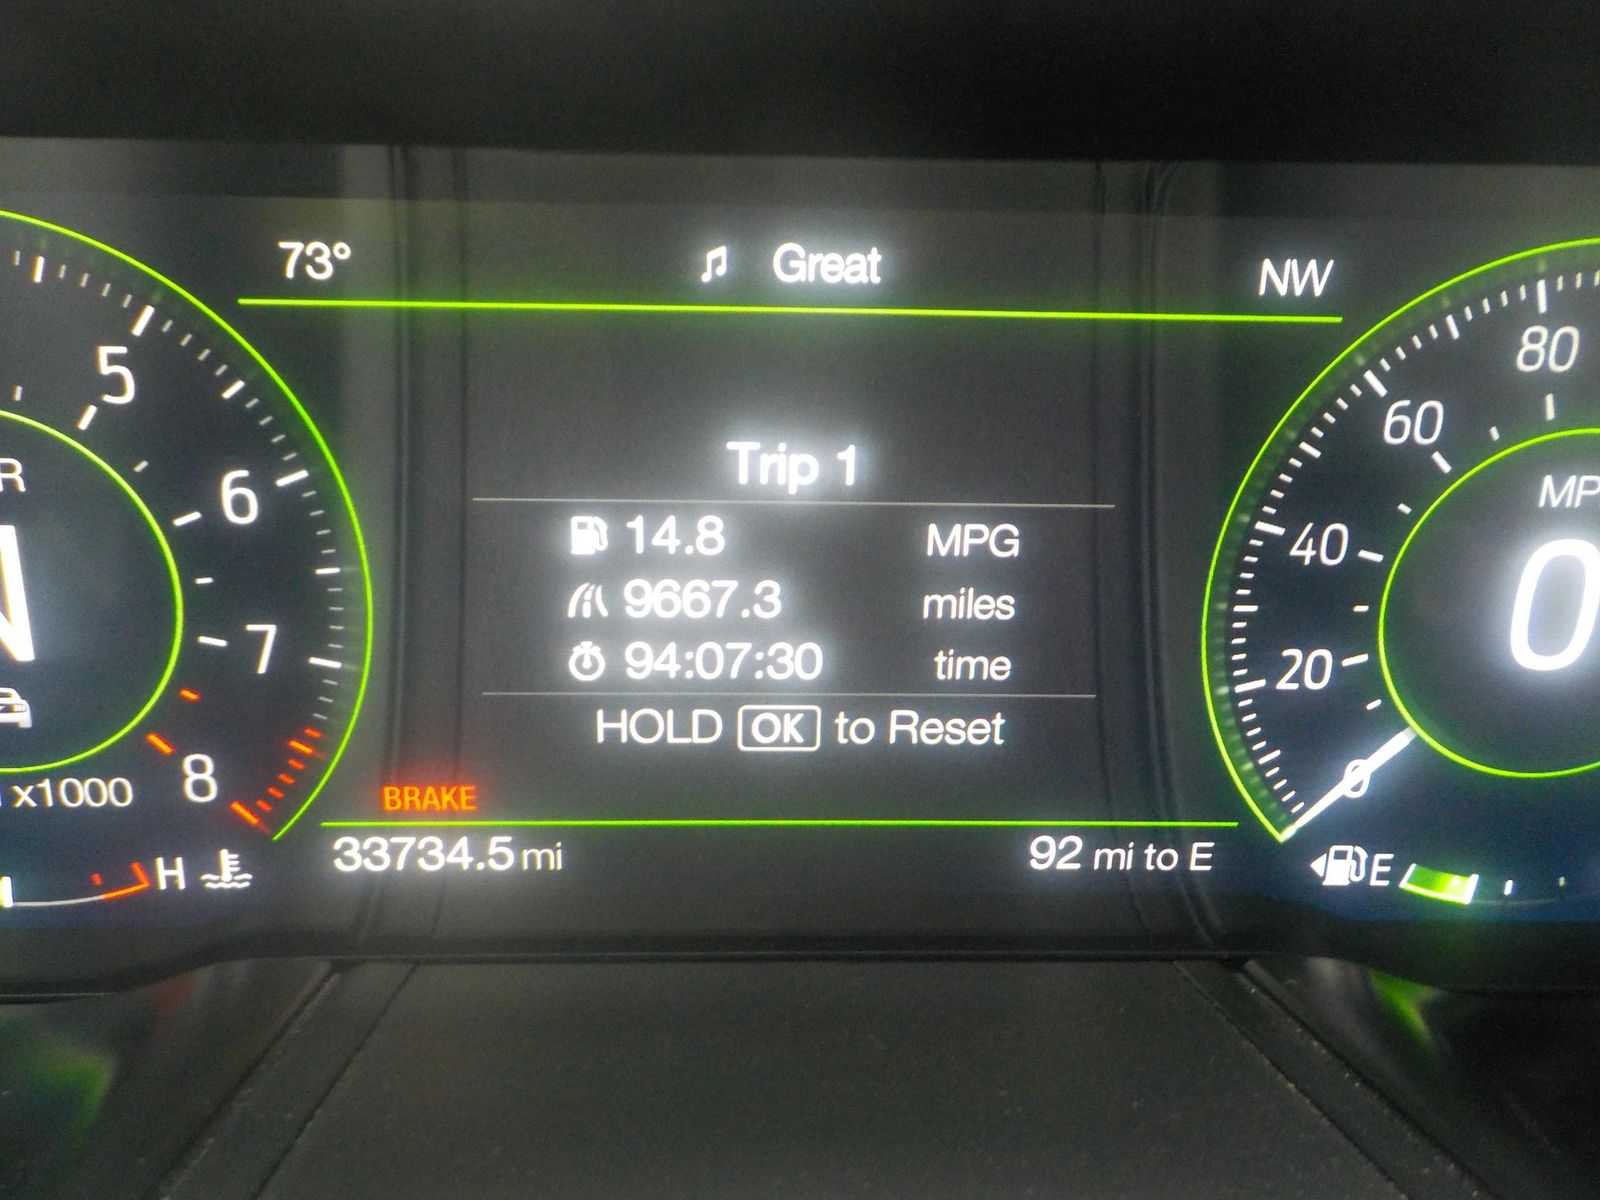 73° Great NW
Trip 1
14.8 MPG
9667.3 miles
94:07:30 time
HOLD OK to Reset
BRAKE
33734.5 mi 92 mi to E
5
6
7
8
x1000
H
80
60
40
20
0
0
E